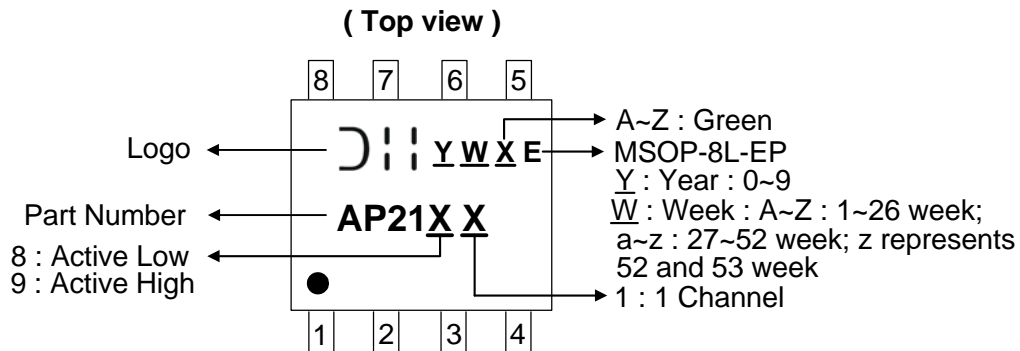 ( Top view )
8 7 6 5
Logo
Y W X E
A~Z : Green
MSOP-8L-EP
Y : Year : 0~9
W : Week : A~Z : 1~26 week;
a~z : 27~52 week; z represents
52 and 53 week
Part Number
AP21X X
8 : Active Low
9 : Active High
1 : 1 Channel
1 2 3 4